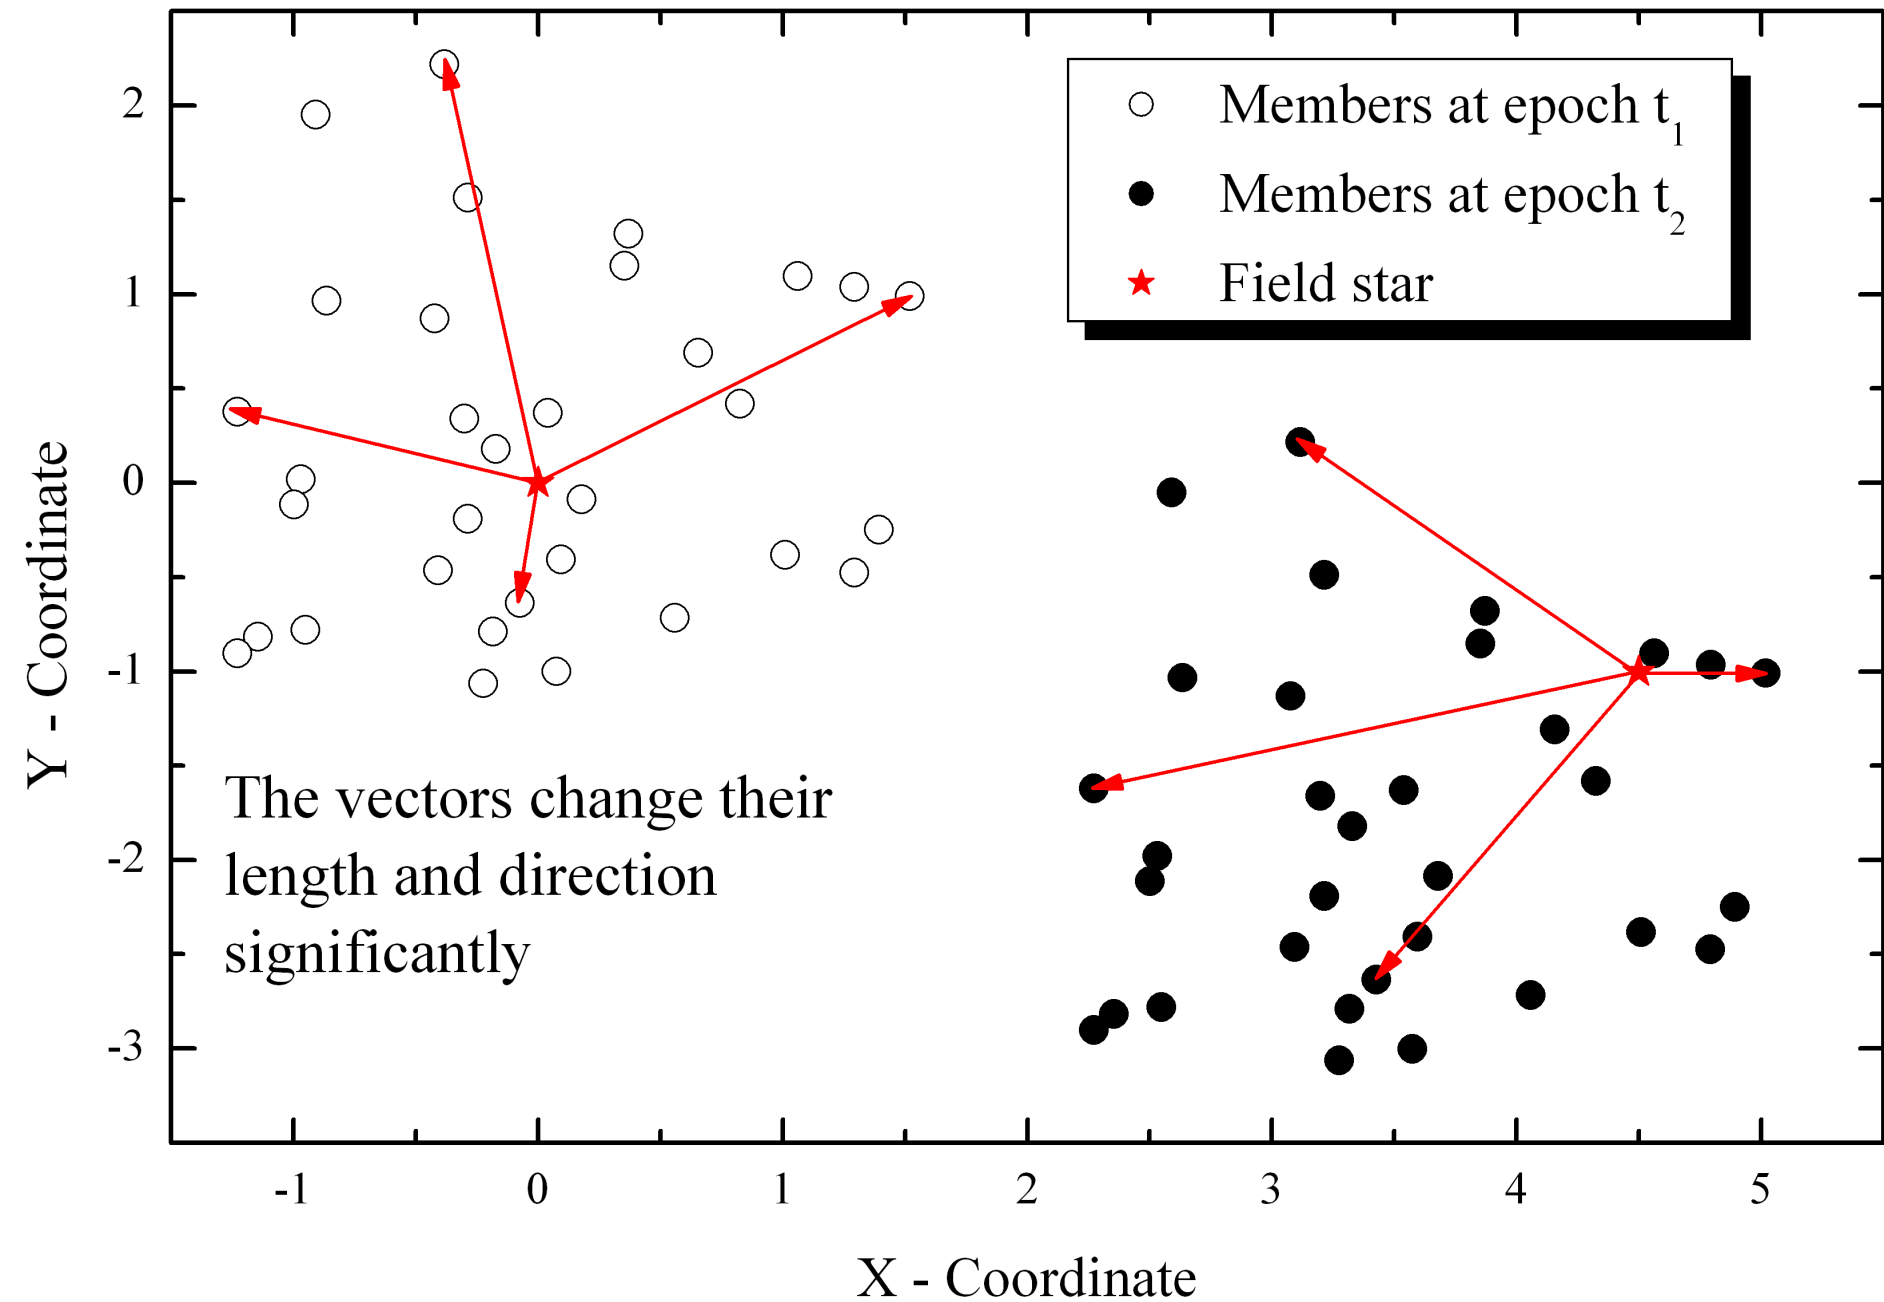 Members at epoch t1
Members at epoch t2
Field star
2
1
0
-1
-2
-3
Y - Coordinate
The vectors change their
length and direction
significantly
-1 0 1 2 3 4 5
X - Coordinate